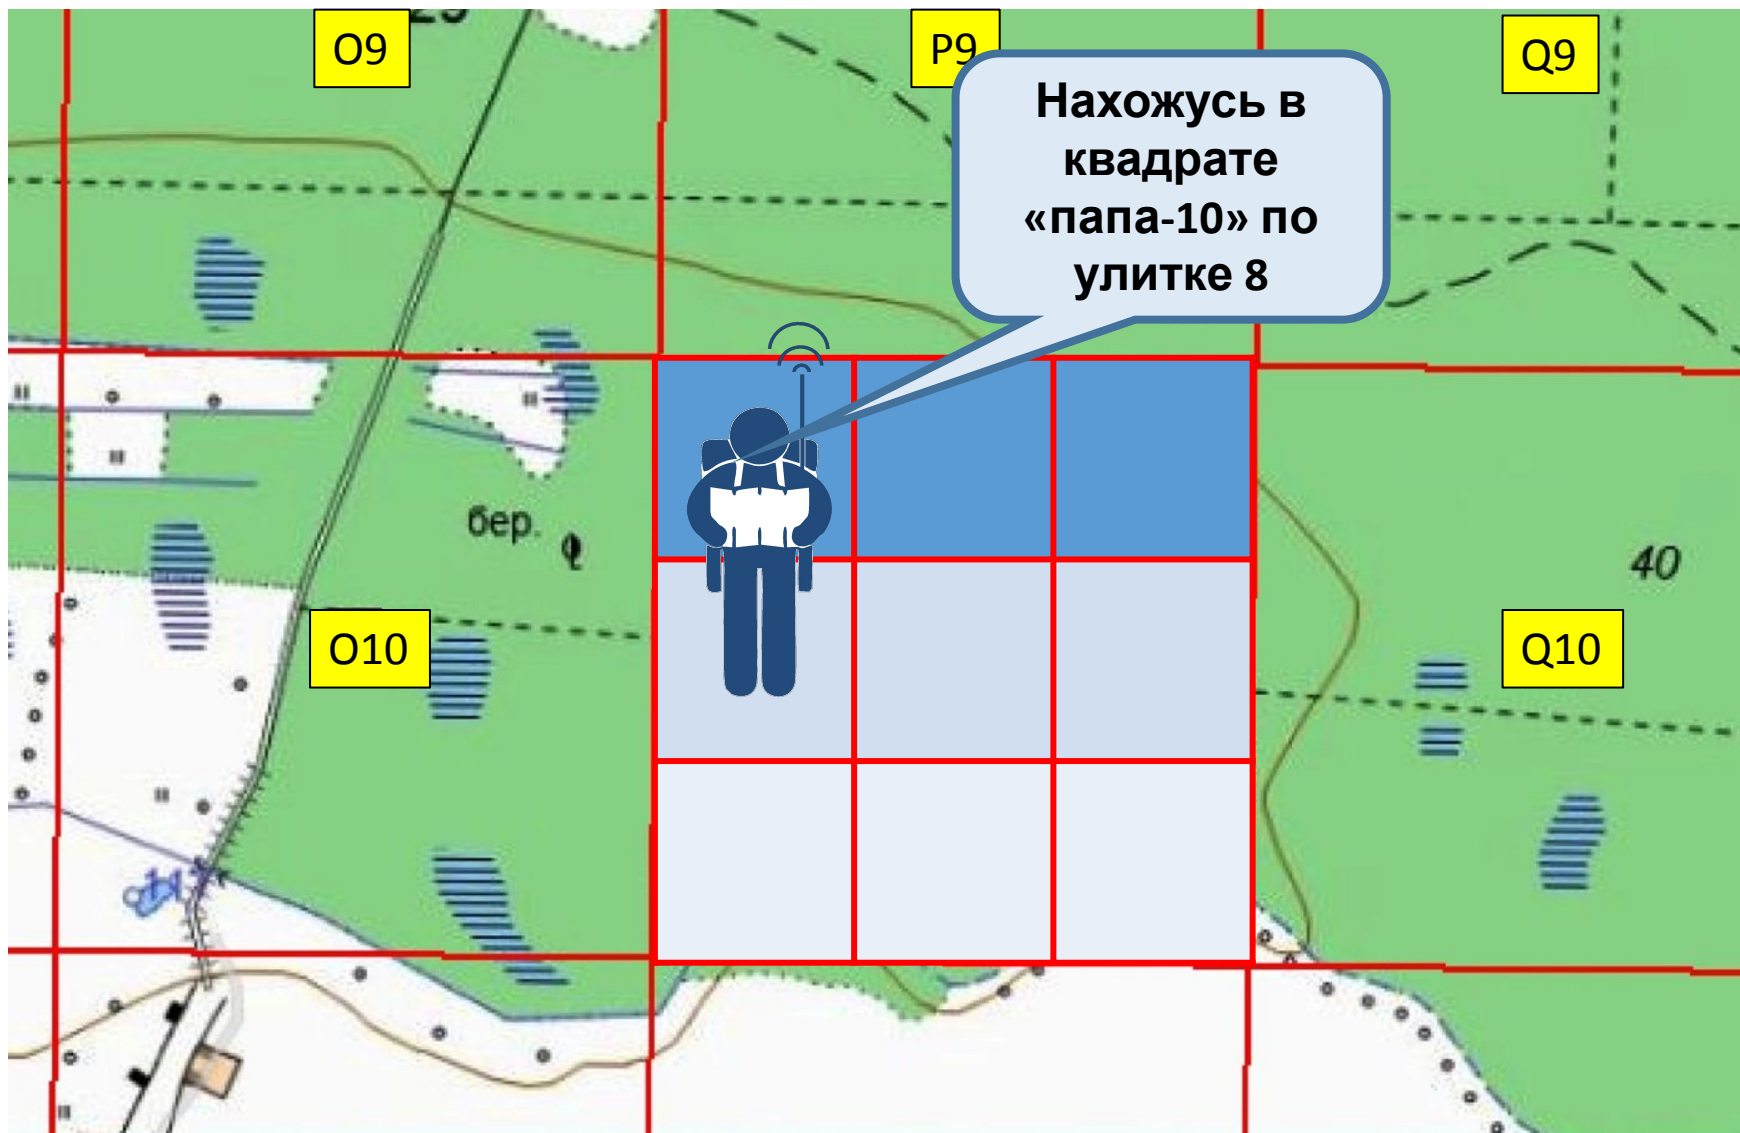 O9
P9
Q9
Нахожусь в
квадрате
«папа-10» по
улитке 8
бер.
40
O10
Q10